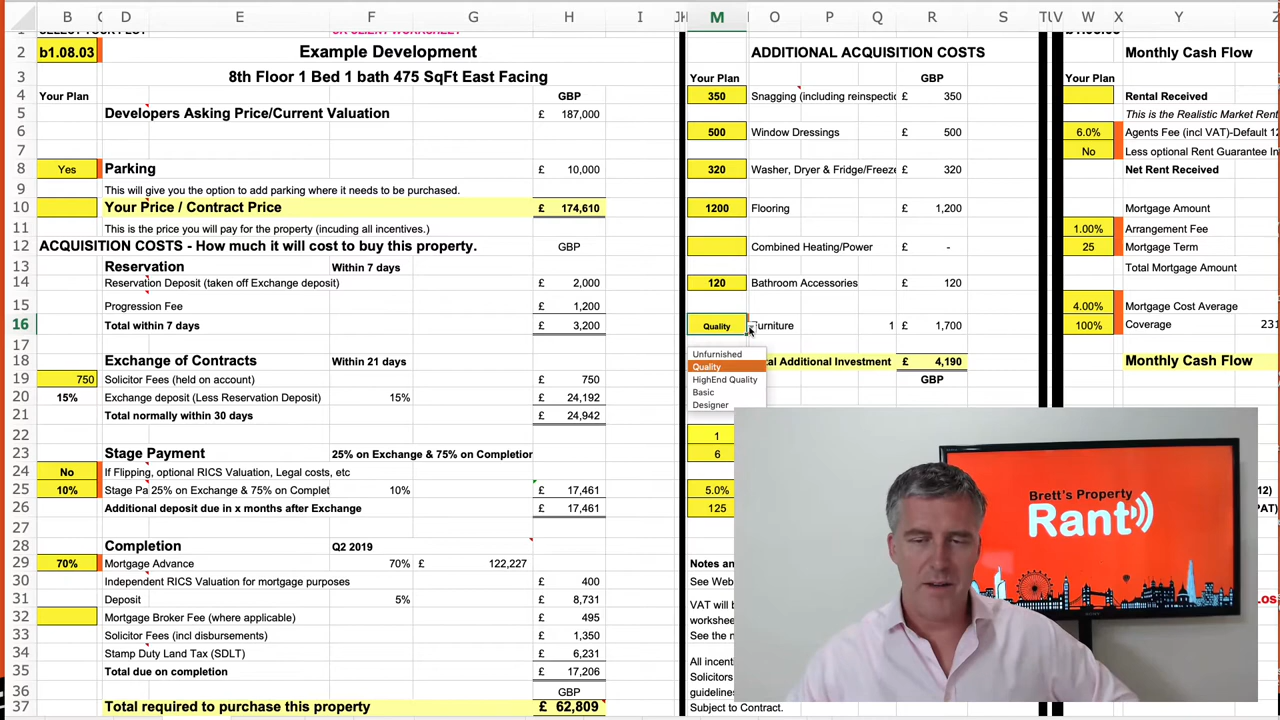 B C D E F G H I M O P Q R S T U V W X Y
2 b1.08.03 Example Development ADDITIONAL ACQUISITION COSTS Monthly Cash Flow
3 8th Floor 1 Bed 1 bath 475 SqFt East Facing Your Plan GBP Your Plan
4 Your Plan GBP 350 Snagging (including reinspectic £ 350 Rental Received
5 Developers Asking Price/Current Valuation £ 187,000 This is the Realistic Market Rent
6 500 Window Dressings £ 500 6.0% Agents Fee (incl VAT)-Default 12
7 No Less optional Rent Guarantee In
8 Yes Parking £ 10,000 320 Washer, Dryer & Fridge/Freeze £ 320 Net Rent Received
9 This will give you the option to add parking where it needs to be purchased.
10 Your Price / Contract Price £ 174,610 1200 Flooring £ 1,200 Mortgage Amount
11 This is the price you will pay for the property (incuding all incentives.) 1.00% Arrangement Fee
12 ACQUISITION COSTS - How much it will cost to buy this property. GBP Combined Heating/Power £ - 25 Mortgage Term
13 Reservation Within 7 days Total Mortgage Amount
14 Reservation Deposit (taken off Exchange deposit) £ 2,000 120 Bathroom Accessories £ 120
15 Progression Fee £ 1,200 4.00% Mortgage Cost Average
16 Total within 7 days £ 3,200 Quality Furniture 1 £ 1,700 100% Coverage 231
17 Unfurnished
18 Exchange of Contracts Within 21 days Quality tal Additional Investment £ 4,190 Monthly Cash Flow
19 750 Solicitor Fees (held on account) £ 750 HighEnd Quality GBP
20 15% Exchange deposit (Less Reservation Deposit) 15% £ 24,192 Basic
21 Total normally within 30 days £ 24,942 Designer
22 1
23 Stage Payment 25% on Exchange & 75% on Completion 6
24 No If Flipping, optional RICS Valuation, Legal costs, etc
25 10% Stage Pa 25% on Exchange & 75% on Complet 10% £ 17,461 5.0% 12)
26 Additional deposit due in x months after Exchange £ 17,461 125 PAT)
27
28 Completion Q2 2019
29 70% Mortgage Advance 70% £ 122,227 Notes an
30 Independent RICS Valuation for mortgage purposes £ 400 See Web
31 Deposit 5% £ 8,731 VAT will b Los
32 Mortgage Broker Fee (where applicable) £ 495 workshee
33 Solicitor Fees (incl disbursements) £ 1,350 See the n
34 Stamp Duty Land Tax (SDLT) £ 6,231 All incent
35 Total due on completion £ 17,206 Solicitors
36 GBP guidelines
37 Total required to purchase this property £ 62,809 Subject to Contract.
Brett's Property
Rant